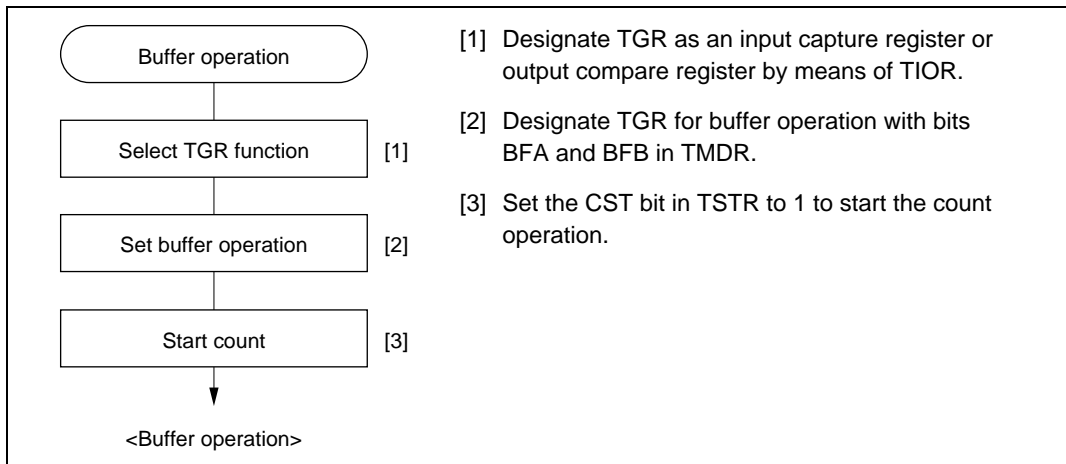 Buffer operation
Select TGR function
[1]
Set buffer operation
[2]
Start count
[3]
<Buffer operation>
[1] Designate TGR as an input capture register or
output compare register by means of TIOR.
[2] Designate TGR for buffer operation with bits
BFA and BFB in TMDR.
[3] Set the CST bit in TSTR to 1 to start the count
operation.